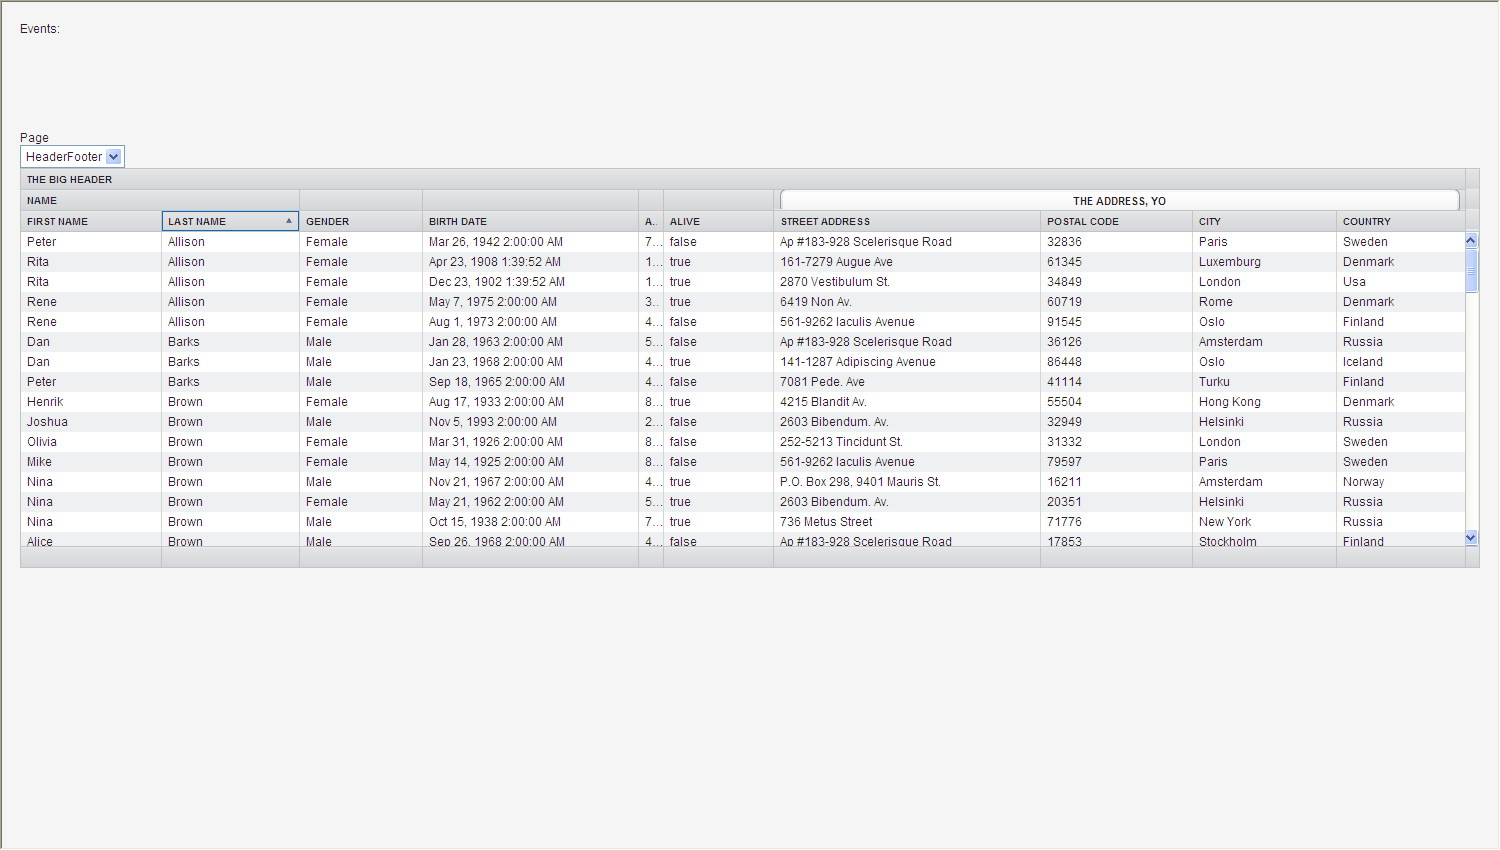 Events:
Page
HeaderFooter
THE BIG HEADER
NAME THE ADDRESS, YO
FIRST NAME LAST NAME GENDER BIRTH DATE A.. ALIVE STREET ADDRESS POSTAL CODE CITY COUNTRY
Peter Allison Female Mar 26, 1942 2:00:00 AM 7... false Ap #183-928 Scelerisque Road 32836 Paris Sweden
Rita Allison Female Apr 23, 1908 1:39:52 AM 1... true 161-7279 Augue Ave 61345 Luxemburg Denmark
Rita Allison Female Dec 23, 1902 1:39:52 AM 1... true 2870 Vestibulum St. 34849 London Usa
Rene Allison Female May 7, 1975 2:00:00 AM 3... true 6419 Non Av. 60719 Rome Denmark
Rene Allison Female Aug 1, 1973 2:00:00 AM 4... false 561-9262 Iaculis Avenue 91545 Oslo Finland
Dan Barks Male Jan 28, 1963 2:00:00 AM 5... false Ap #183-928 Scelerisque Road 36126 Amsterdam Russia
Dan Barks Male Jan 23, 1968 2:00:00 AM 4... true 141-1287 Adipiscing Avenue 86448 Oslo Iceland
Peter Barks Male Sep 18, 1965 2:00:00 AM 4... false 7081 Pede. Ave 41114 Turku Finland
Henrik Brown Female Aug 17, 1933 2:00:00 AM 8... true 4215 Blandit Av. 55504 Hong Kong Denmark
Joshua Brown Male Nov 5, 1993 2:00:00 AM 2... false 2603 Bibendum. Av. 32949 Helsinki Russia
Olivia Brown Female Mar 31, 1926 2:00:00 AM 8... false 252-5213 Tincidunt St. 31332 London Sweden
Mike Brown Female May 14, 1925 2:00:00 AM 8... false 561-9262 Iaculis Avenue 79597 Paris Sweden
Nina Brown Male Nov 21, 1967 2:00:00 AM 4... true P.O. Box 298, 9401 Mauris St. 16211 Amsterdam Norway
Nina Brown Female May 21, 1962 2:00:00 AM 5... true 2603 Bibendum. Av. 20351 Helsinki Russia
Nina Brown Male Oct 15, 1938 2:00:00 AM 7... true 736 Metus Street 71776 New York Russia
Alice Brown Male Sep 26, 1968 2:00:00 AM 4... false Ap #183-928 Scelerisque Road 17853 Stockholm Finland